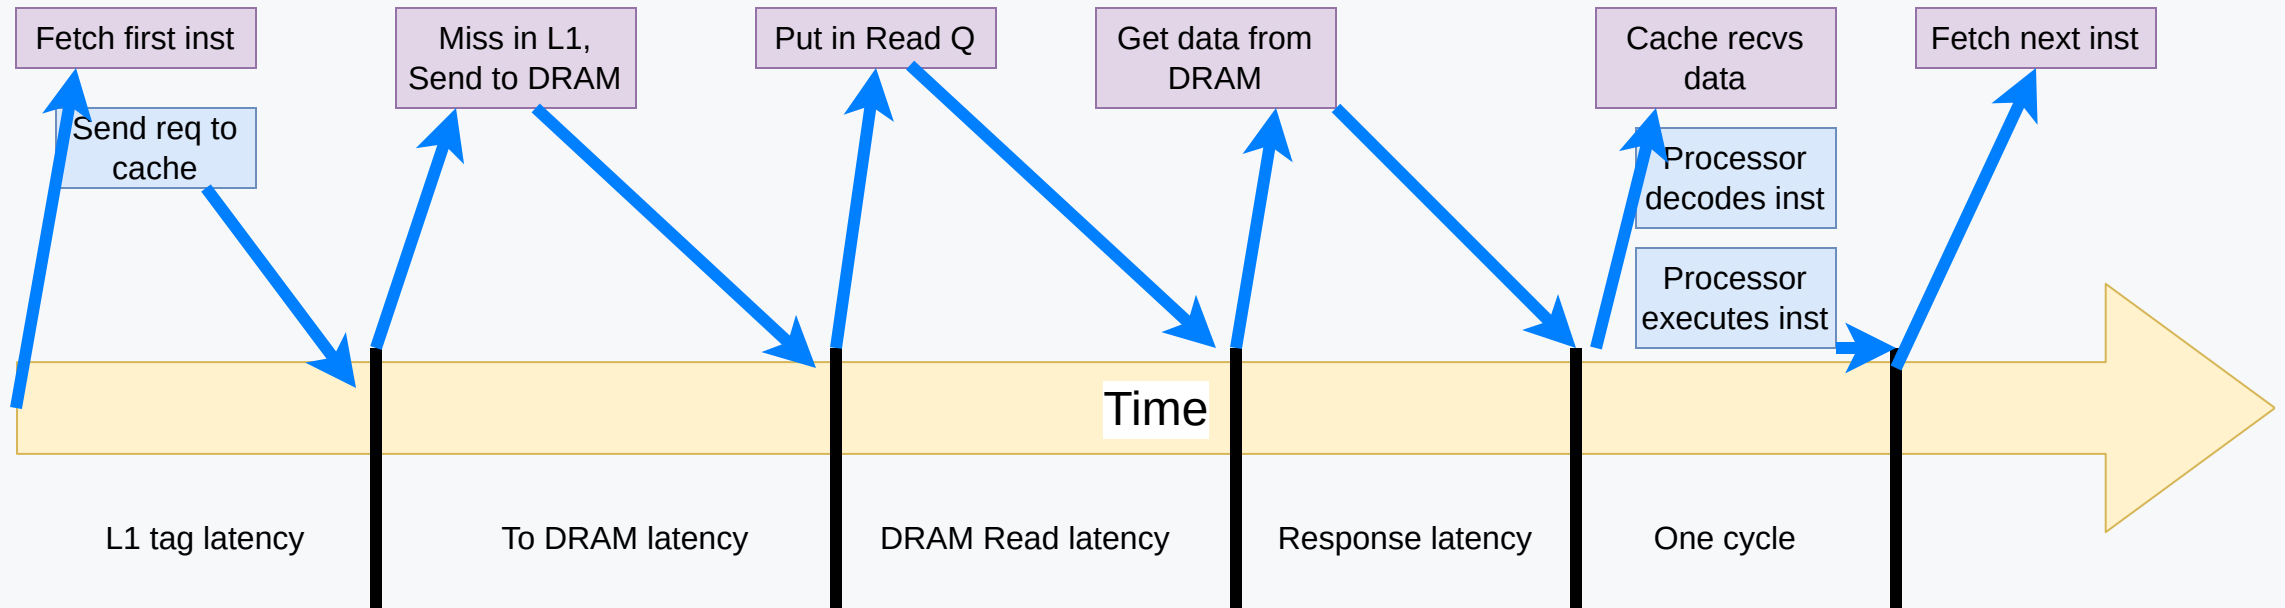 Fetch first inst
Send req to
cache
Miss in L1,
Send to DRAM
Put in Read Q
Get data from
DRAM
Cache recvs
data
Processor
decodes inst
Processor
executes inst
Fetch next inst
Time
L1 tag latency
To DRAM latency
DRAM Read latency
Response latency
One cycle